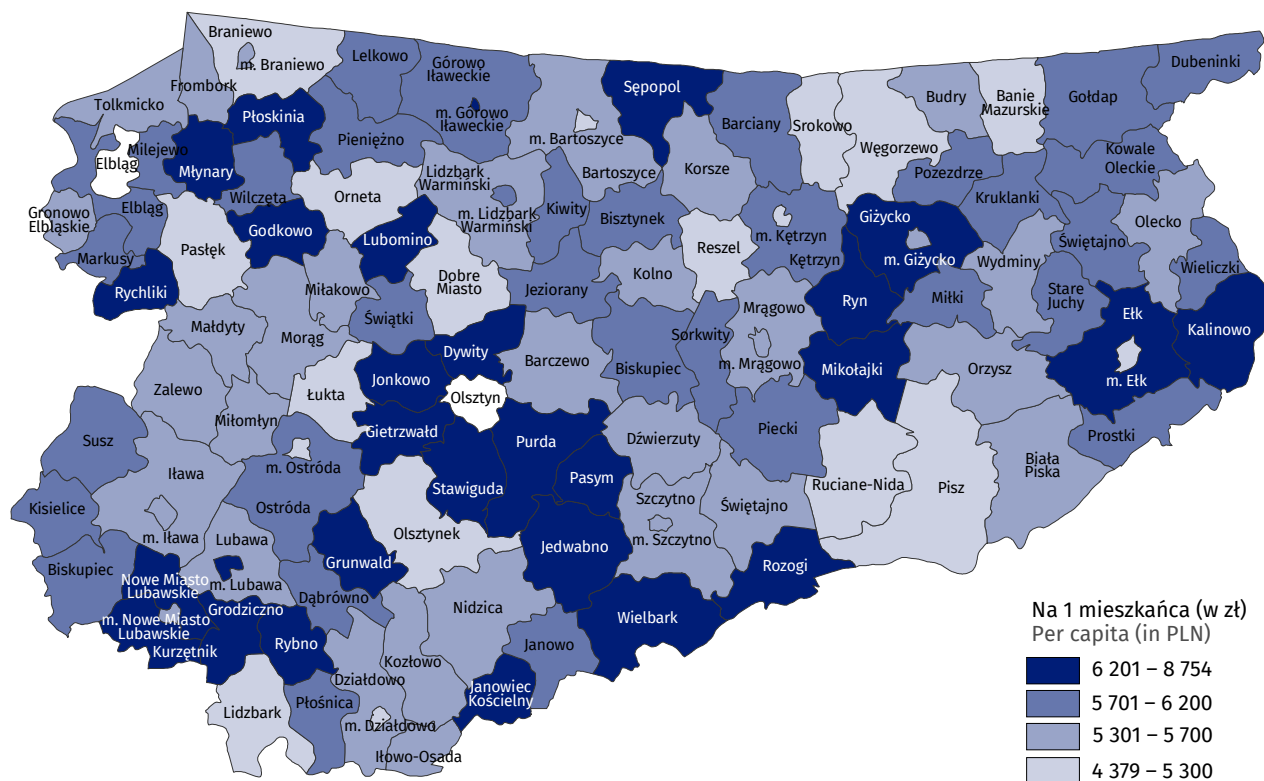 Braniewo
m. Braniewo
Lelkowo
Górowo
Iławeckie
m. Górowo
Iławeckie
Sępopol
Dubeninki
Frombork
Tolkmicko
Płoskinia
Pieniężno
m. Bartoszyce
Bartoszyce
Barciany
Srokowo
Węgorzewo
Budry
Banie
Mazurskie
Gołdap
Elbląg
Milejewo
Młynary
Wilczęta
Orneta
Lidzbark
Warmiński
m. Lidzbark
Warmiński
Kiwity
Bisztynek
Korsze
Pozezdrze
Kowale
Oleckie
Kruklanki
Gronowo
Elbląskie
Elbląg
Markusy
Pasłęk
Godkowo
Lubomino
Dobre
Miasto
Reszel
m. Kętrzyn
Kętrzyn
Giżycko
m. Giżycko
Wydminy
Świętajno
Olecko
Wieliczki
Rychliki
Miłakowo
Świątki
Jeziorany
Kolno
Mrągowo
m. Mrągowo
Ryn
Miłki
Stare
Juchy
Ełk
m. Ełk
Kalinowo
Małdyty
Morąg
Dywity
Barczewo
Biskupiec
Sorkwity
Mikołajki
Orzysz
Zalewo
Łukta
Jonkowo
Olsztyn
Miłomłyn
Gietrzwałd
Purda
Dźwierzuty
Piecki
Prostki
Susz
Iława
m. Ostróda
Stawiguda
Pasym
Szczytno
m. Szczytno
Świętajno
Ruciane-Nida
Pisz
Biała
Piska
Kisielice
m. Iława
Ostróda
Olsztynek
Jedwabno
Biskupiec
Lubawa
m. Lubawa
Grunwald
Rozogi
Nowe Miasto
Lubawskie
m. Nowe Miasto
Lubawskie
Grodziczno
Dąbrówno
Nidzica
Wielbark
Kurzętnik
Rybno
Kozłowo
Janowo
Lidzbark
Płośnica
Działdowo
m. Działdowo
Iłowo-Osada
Janowiec
Kościelny
Na 1 mieszkańca (w zł)
Per capita (in PLN)
6 201 – 8 754
5 701 – 6 200
5 301 – 5 700
4 379 – 5 300